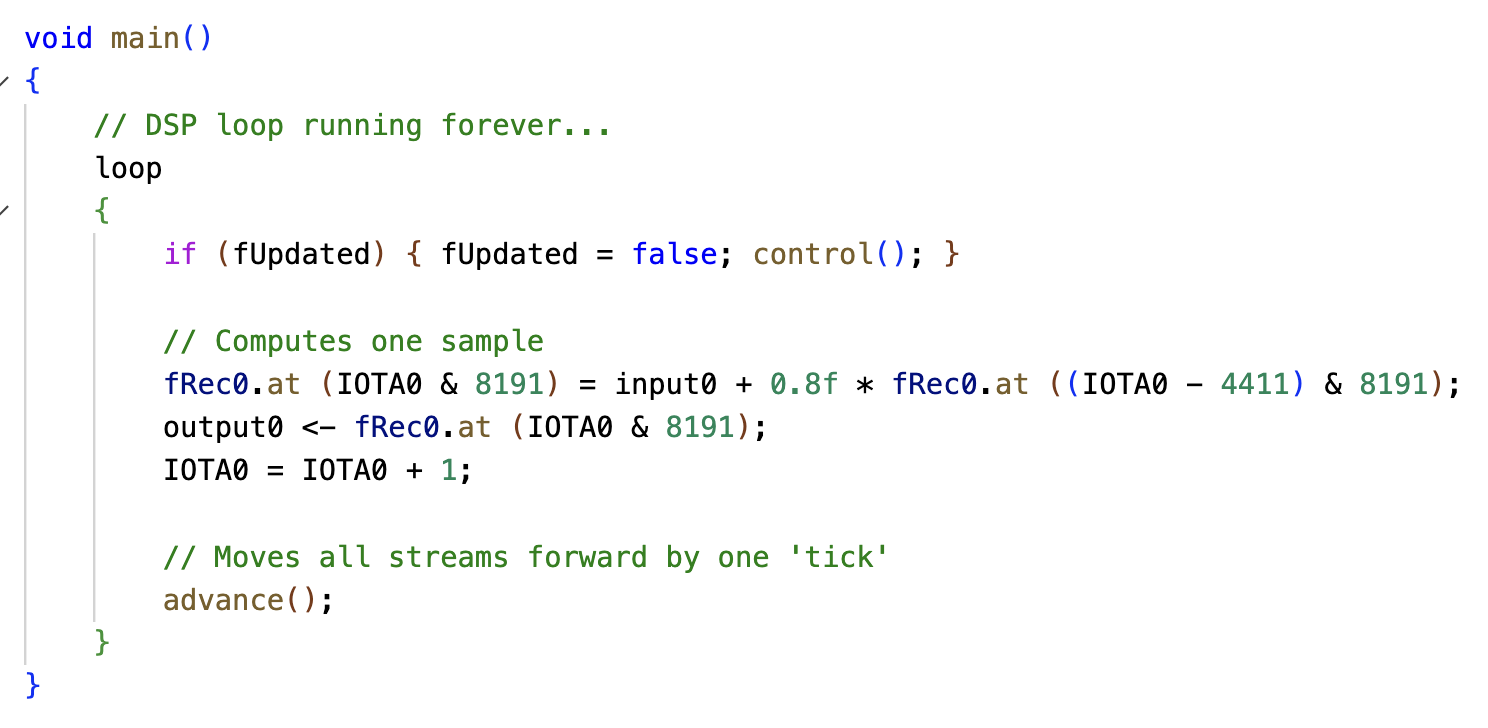 void main()
{
    // DSP loop running forever...
    loop
    {
        if (fUpdated) { fUpdated = false; control(); }

        // Computes one sample
        fRec0.at (IOTA0 & 8191) = input0 + 0.8f * fRec0.at ((IOTA0 - 4411) & 8191);
        output0 <- fRec0.at (IOTA0 & 8191);
        IOTA0 = IOTA0 + 1;

        // Moves all streams forward by one 'tick'
        advance();
    }
}